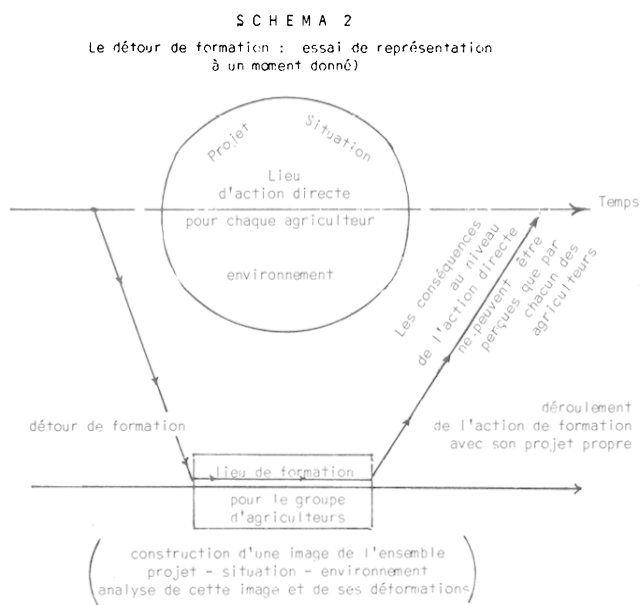 SCHEMA 2
Le détour de formation : essai de représentation
à un moment donné)
Projet
Situation
Lieu
d'action directe
Temps
pour chaque agriculteur
environnement
Les conséquences
au niveau
de l'action directe
ne peuvent être
perçues que par
chacun des
agriculteurs
détour de formation
déroulement
de l'action de formation
avec son projet propre
lieu de formation
pour le groupe
d'agriculteurs
construction d'une image de l'ensemble
projet - situation - environnement
analyse de cette image et de ses déformations